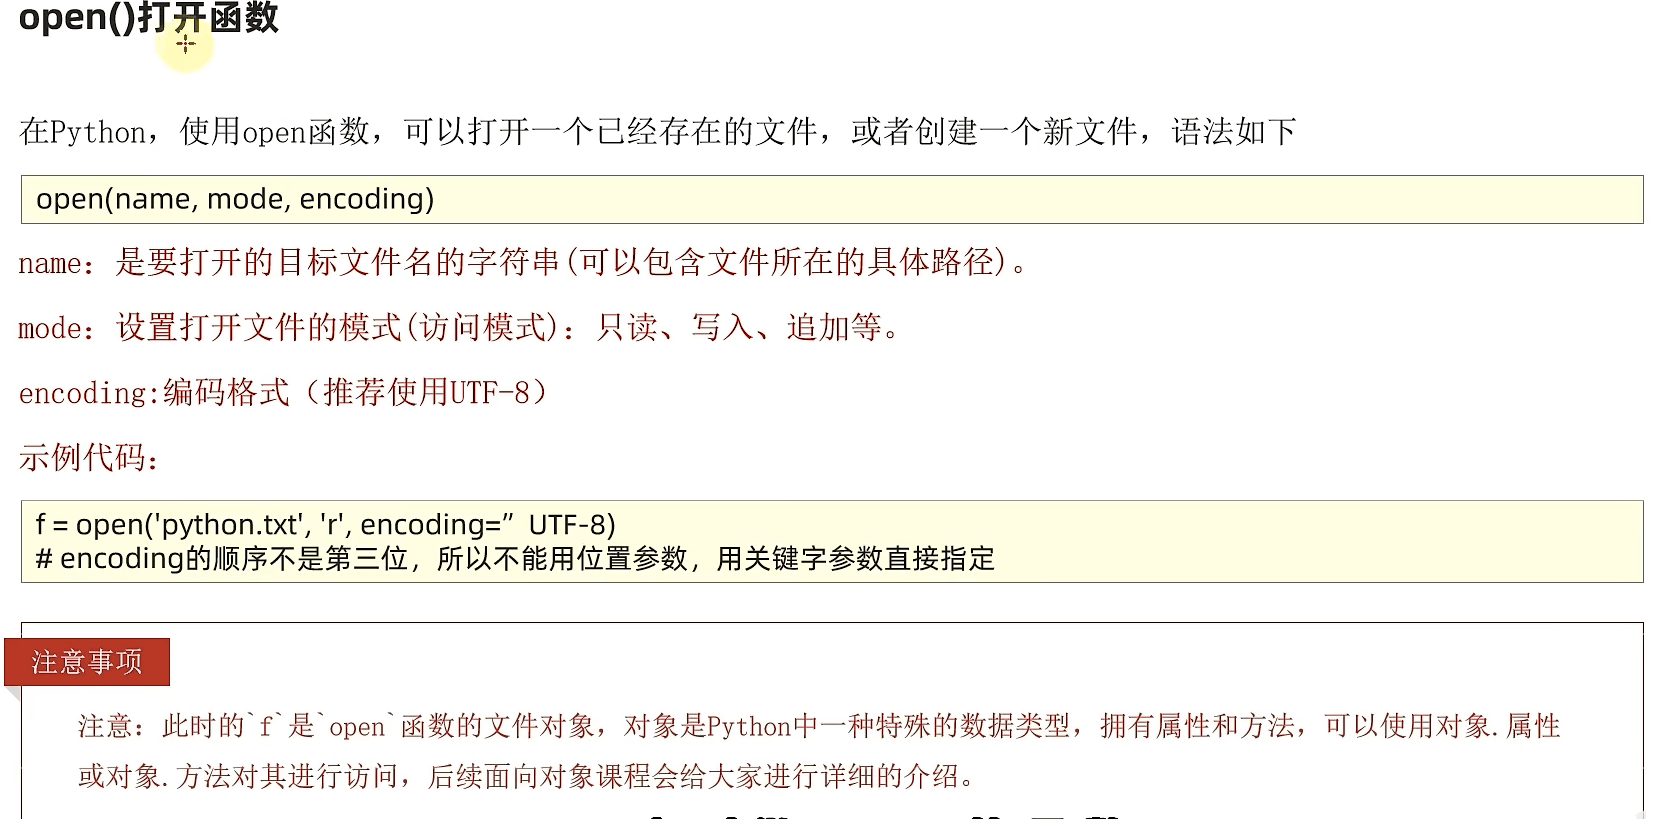 open()打开函数
在Python，使用open函数，可以打开一个已经存在的文件，或者创建一个新文件，语法如下
open(name, mode, encoding)
name：是要打开的目标文件名的字符串(可以包含文件所在的具体路径)。
mode：设置打开文件的模式(访问模式)：只读、写入、追加等。
encoding:编码格式（推荐使用UTF-8）
示例代码：
f = open('python.txt', 'r', encoding=”UTF-8)
# encoding的顺序不是第三位，所以不能用位置参数，用关键字参数直接指定
注意事项
注意：此时的`f`是`open`函数的文件对象，对象是Python中一种特殊的数据类型，拥有属性和方法，可以使用对象.属性
或对象.方法对其进行访问，后续面向对象课程会给大家进行详细的介绍。